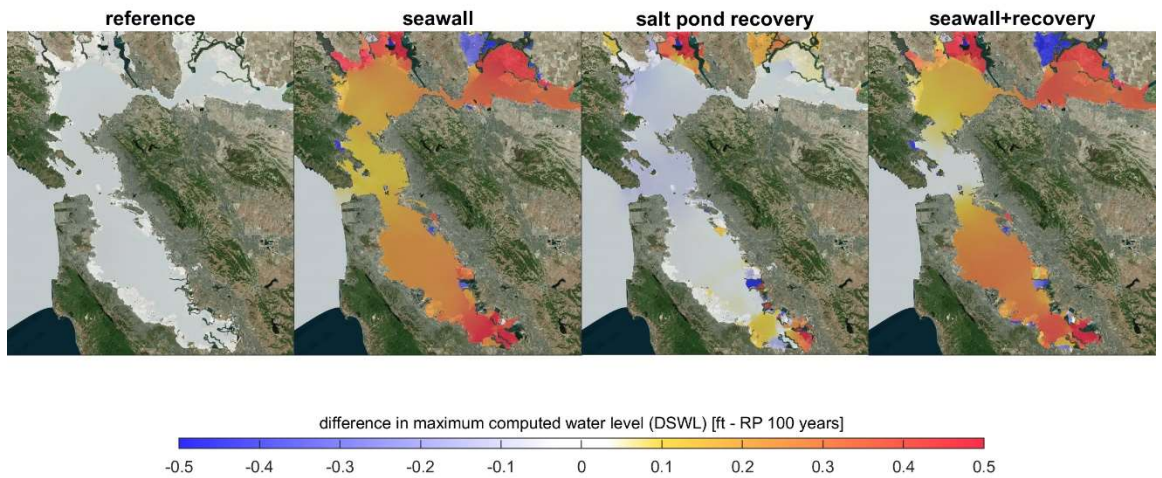 reference seawall salt pond recovery seawall+recovery
difference in maximum computed water level (DSWL) [ft - RP 100 years]
-0.5 -0.4 -0.3 -0.2 -0.1 0 0.1 0.2 0.3 0.4 0.5